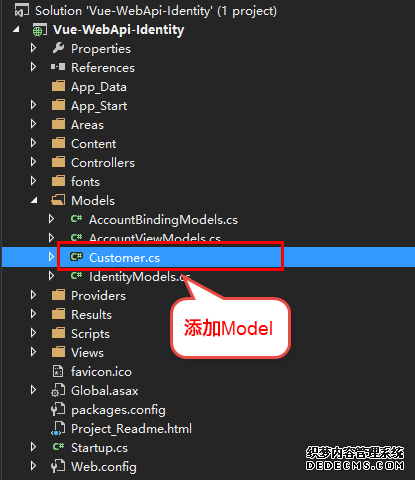 Solution 'Vue-WebApi-Identity' (1 project)
Vue-WebApi-Identity
Properties
References
App_Data
App_Start
Areas
Content
Controllers
fonts
Models
C# AccountBindingModels.cs
C# AccountViewModels.cs
C# Customer.cs
C# IdentityModels.cs
添加Model
Providers
Results
Scripts
Views
favicon.ico
Global.asax
packages.config
Project_Readme.html
C# Startup.cs
Web.config
织梦内容管理系统
DEDECMS.COM